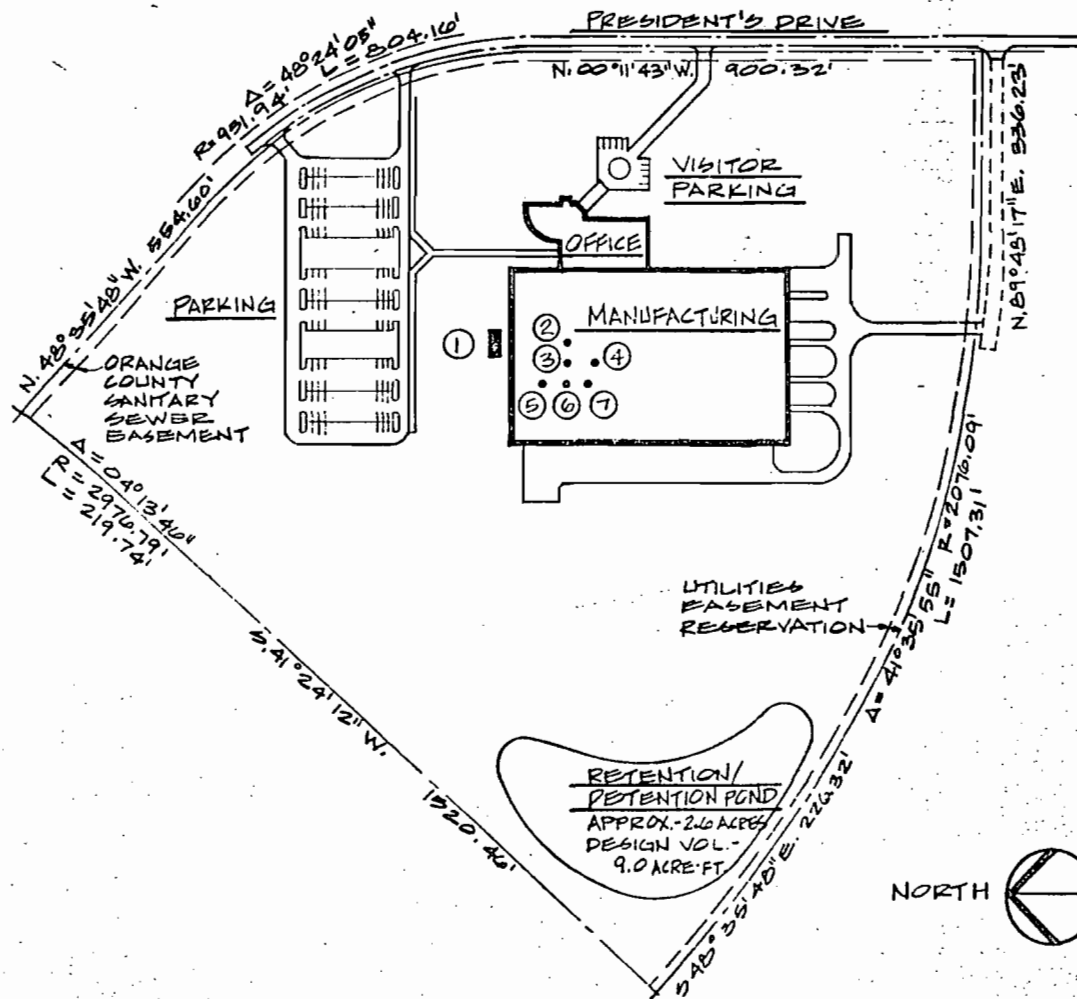 PRESIDENT'S DRIVE
N. 00°11'43" W. 900.32'
Δ = 48°24'05"
L = 804.16'
R = 951.94'
N. 48°35'48" W. 554.60'
N. 89°48'17" E. 336.23'
VISITOR
PARKING
OFFICE
PARKING
MANUFACTURING
1
2
3
4
5
6
7
ORANGE
COUNTY
SANITARY
SEWER
EASEMENT
Δ = 04°13'46"
R = 2976.79'
L = 219.74'
S. 41°24'12" W. 1520.46'
UTILITIES
EASEMENT
RESERVATION
Δ = 41°35'55" R = 2076.09'
L = 1507.31'
RETENTION/
DETENTION POND
APPROX.-2.6 ACRES
DESIGN VOL.-
9.0 ACRE-FT.
S 48°35'48" E. 226.32'
NORTH